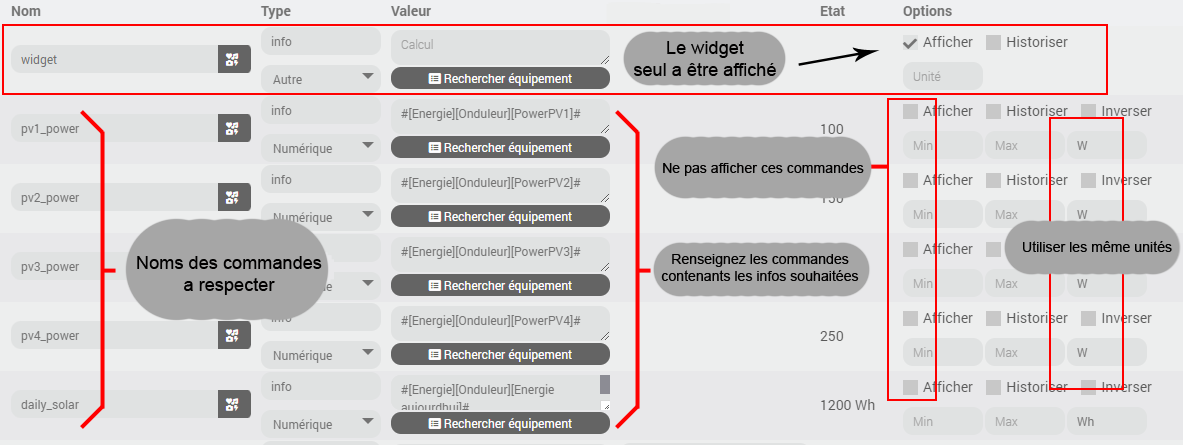 Nom Type Valeur Etat Options
widget info Calcul Le widget seul a être affiché Afficher Historiser
Autre Rechercher équipement Unité
pv1_power info #[Energie][Onduleur][PowerPV1]# 100 Afficher Historiser Inverser
Numérique Rechercher équipement Min Max W
Ne pas afficher ces commandes
pv2_power info #[Energie][Onduleur][PowerPV2]# Afficher Historiser Inverser
Numérique Rechercher équipement Min Max W
Noms des commandes
a respecter
Renseignez les commandes
contenants les infos souhaitées
Utiliser les même unités
pv3_power #[Energie][Onduleur][PowerPV3]# Afficher
Rechercher équipement Min Max W
pv4_power info #[Energie][Onduleur][PowerPV4]# 250 Afficher Historiser Inverser
Numérique Rechercher équipement Min Max W
daily_solar info #[Energie][Onduleur][Energie
aujourdhui]# 1200 Wh Afficher Historiser Inverser
Numérique Rechercher équipement Min Max Wh